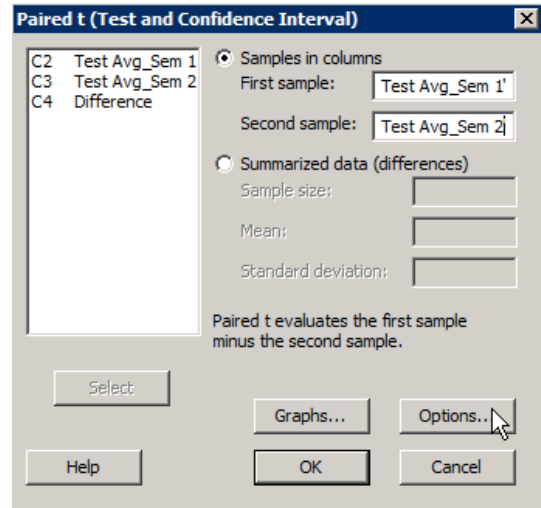 Paired t (Test and Confidence Interval)
C2 Test Avg_Sem 1
C3 Test Avg_Sem 2
C4 Difference
Samples in columns
First sample: Test Avg_Sem 1'
Second sample: Test Avg_Sem 2
Summarized data (differences)
Sample size:
Mean:
Standard deviation:
Paired t evaluates the first sample
minus the second sample.
Select
Graphs... Options...
Help OK Cancel